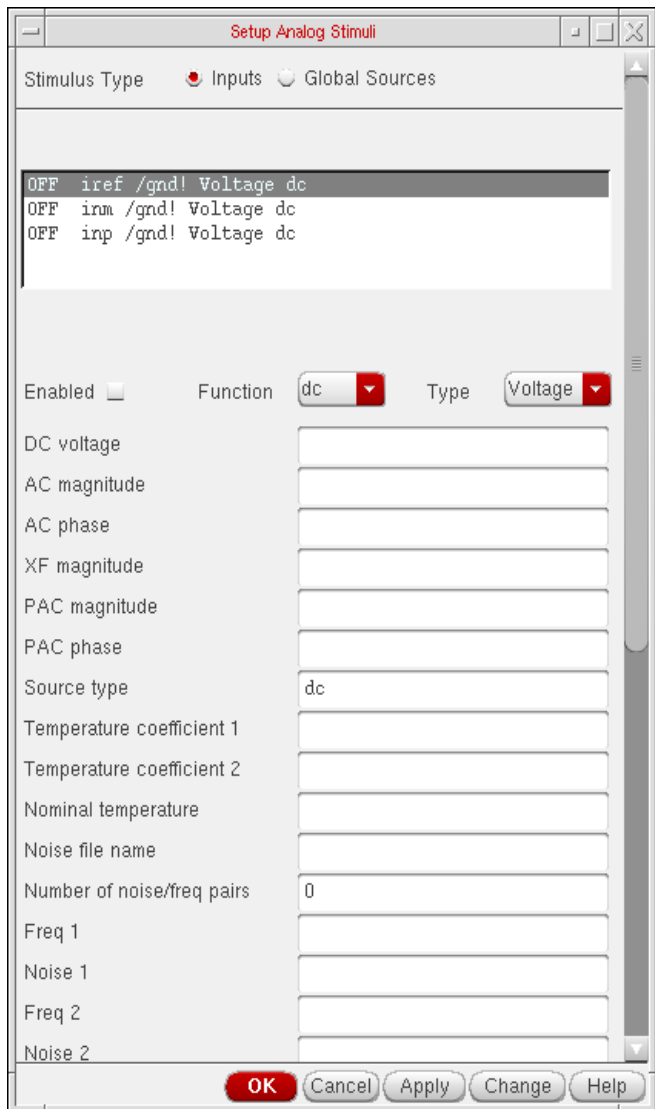 Setup Analog Stimuli
Stimulus Type Inputs Global Sources
OFF iref /gnd! Voltage dc
OFF inm /gnd! Voltage dc
OFF inp /gnd! Voltage dc
Enabled Function dc Type Voltage
DC voltage
AC magnitude
AC phase
XF magnitude
PAC magnitude
PAC phase
Source type dc
Temperature coefficient 1
Temperature coefficient 2
Nominal temperature
Noise file name
Number of noise/freq pairs 0
Freq 1
Noise 1
Freq 2
Noise 2
OK Cancel Apply Change Help